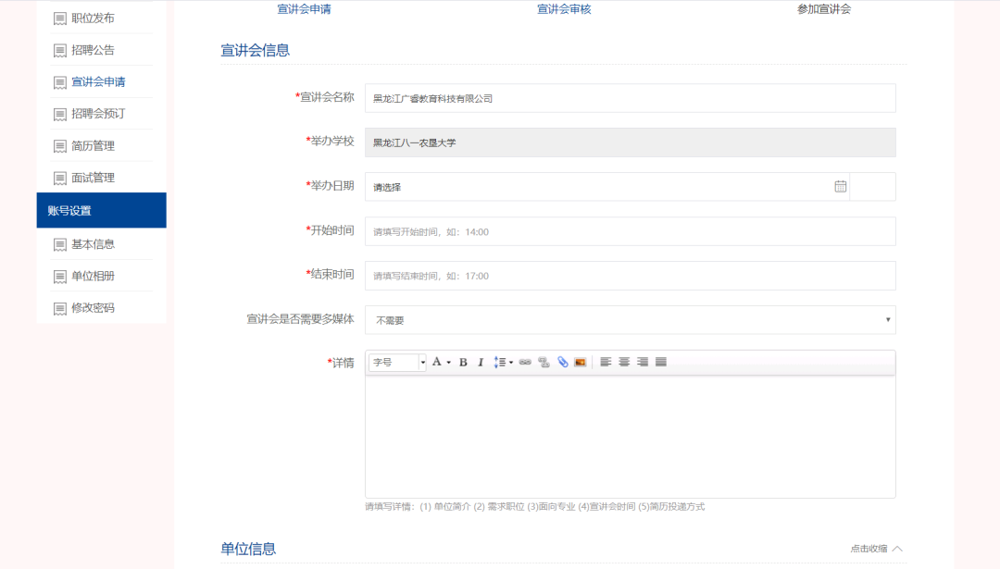 职位发布
招聘公告
宣讲会申请
招聘会预订
简历管理
面试管理
账号设置
基本信息
单位相册
修改密码
宣讲会申请 宣讲会审核 参加宣讲会
宣讲会信息
*宣讲会名称 黑龙江广睿教育科技有限公司
*举办学校 黑龙江八一农垦大学
*举办日期 请选择
*开始时间 请填写开始时间，如：14:00
*结束时间 请填写结束时间，如：17:00
宣讲会是否需要多媒体 不需要
*详情 字号 A B I
请填写详情：(1) 单位简介 (2) 需求职位 (3)面向专业 (4)宣讲会时间 (5)简历投递方式
单位信息 点击收缩